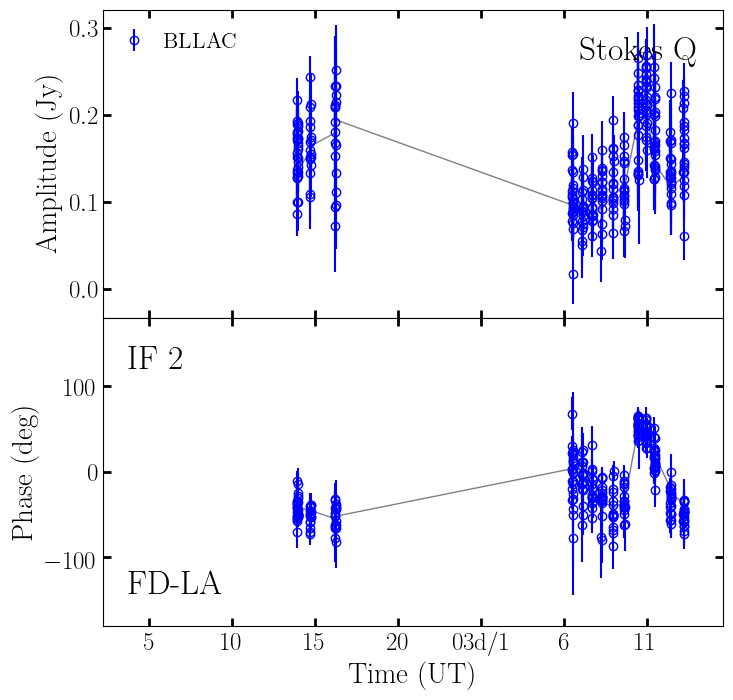 BLLAC
Stokes Q
0.3
0.2
0.1
0.0
Amplitude (Jy)
IF 2
100
0
−100
Phase (deg)
FD-LA
5 10 15 20 03d/1 6 11
Time (UT)